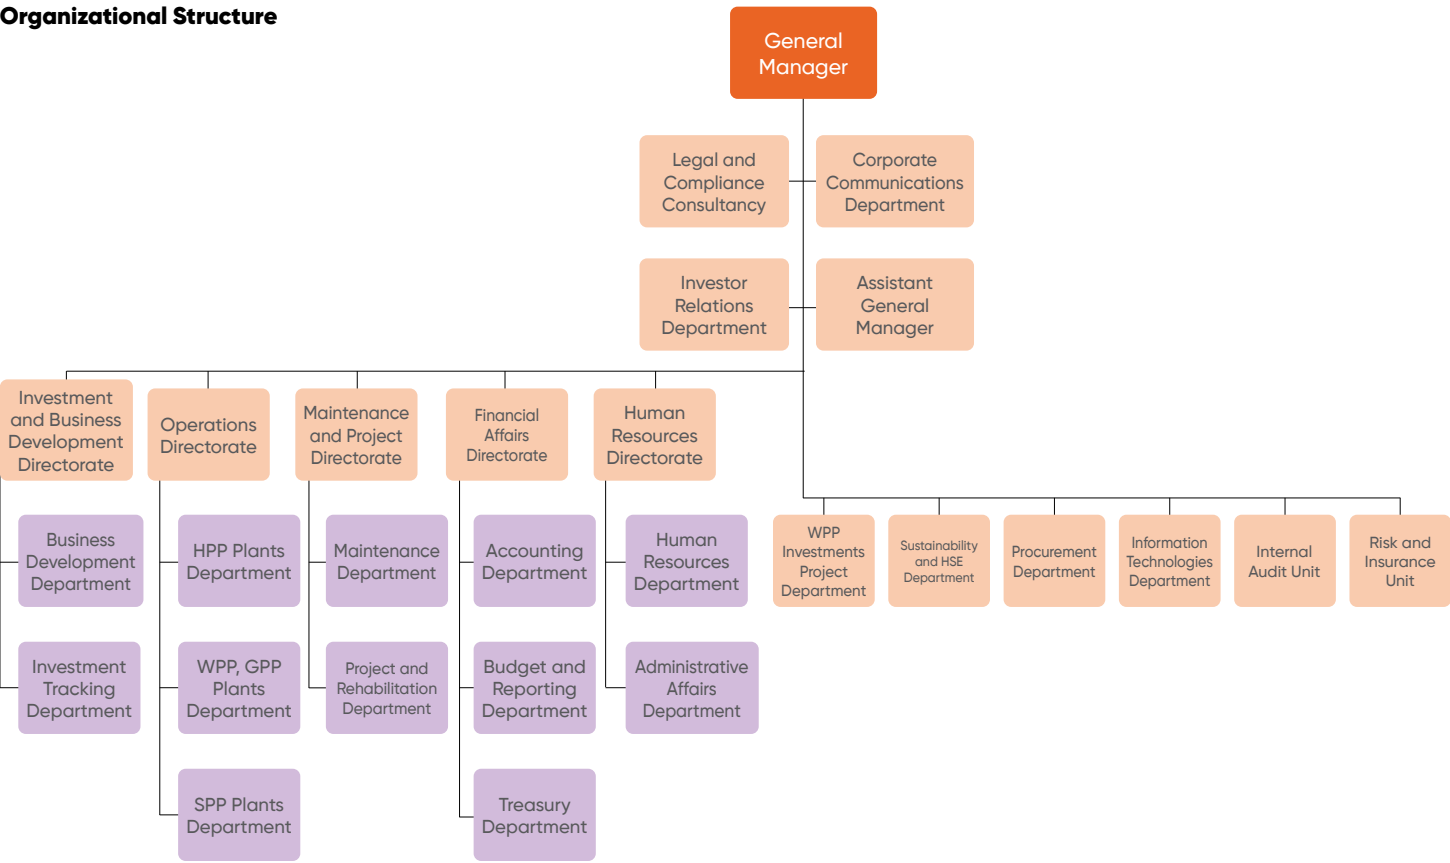 Organizational Structure
General
Manager
Legal and
Compliance
Consultancy
Corporate
Communications
Department
Investor
Relations
Department
Assistant
General
Manager
Investment
and Business
Development
Directorate
Operations
Directorate
Maintenance
and Project
Directorate
Financial
Affairs
Directorate
Human
Resources
Directorate
Business
Development
Department
HPP Plants
Department
Maintenance
Department
Accounting
Department
Human
Resources
Department
WPP
Investments
Project
Department
Sustainability
and HSE
Department
Procurement
Department
Information
Technologies
Department
Internal
Audit Unit
Risk and
Insurance
Unit
Investment
Tracking
Department
WPP, GPP
Plants
Department
Project and
Rehabilitation
Department
Budget and
Reporting
Department
Administrative
Affairs
Department
SPP Plants
Department
Treasury
Department